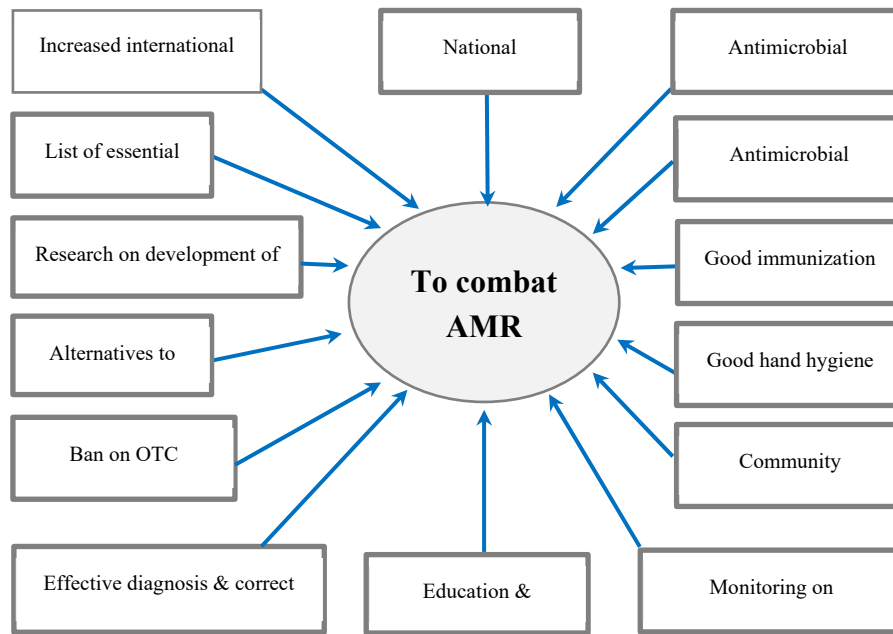 Increased international
National
Antimicrobial
List of essential
Antimicrobial
Research on development of
Good immunization
To combat
AMR
Alternatives to
Good hand hygiene
Ban on OTC
Community
Effective diagnosis & correct
Education &
Monitoring on